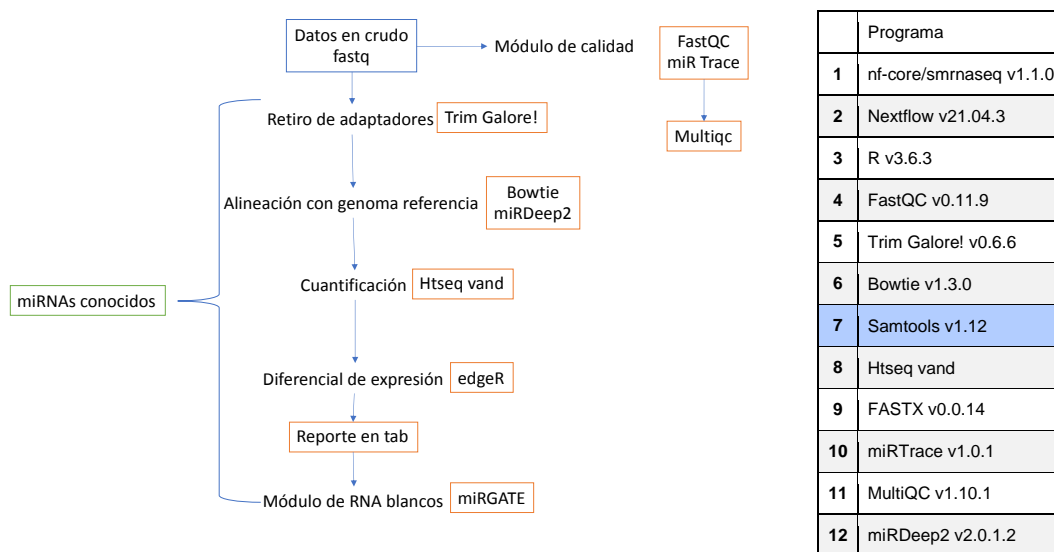 Datos en crudo
fastq
Módulo de calidad
FastQC
miR Trace
Multiqc
Retiro de adaptadores
Trim Galore!
Alineación con genoma referencia
Bowtie
miRDeep2
miRNAs conocidos
Cuantificación
Htseq vand
Diferencial de expresión
edgeR
Reporte en tab
Módulo de RNA blancos
miRGATE
Programa
1 nf-core/smrnaseq v1.1.0
2 Nextflow v21.04.3
3 R v3.6.3
4 FastQC v0.11.9
5 Trim Galore! v0.6.6
6 Bowtie v1.3.0
7 Samtools v1.12
8 Htseq vand
9 FASTX v0.0.14
10 miRTrace v1.0.1
11 MultiQC v1.10.1
12 miRDeep2 v2.0.1.2